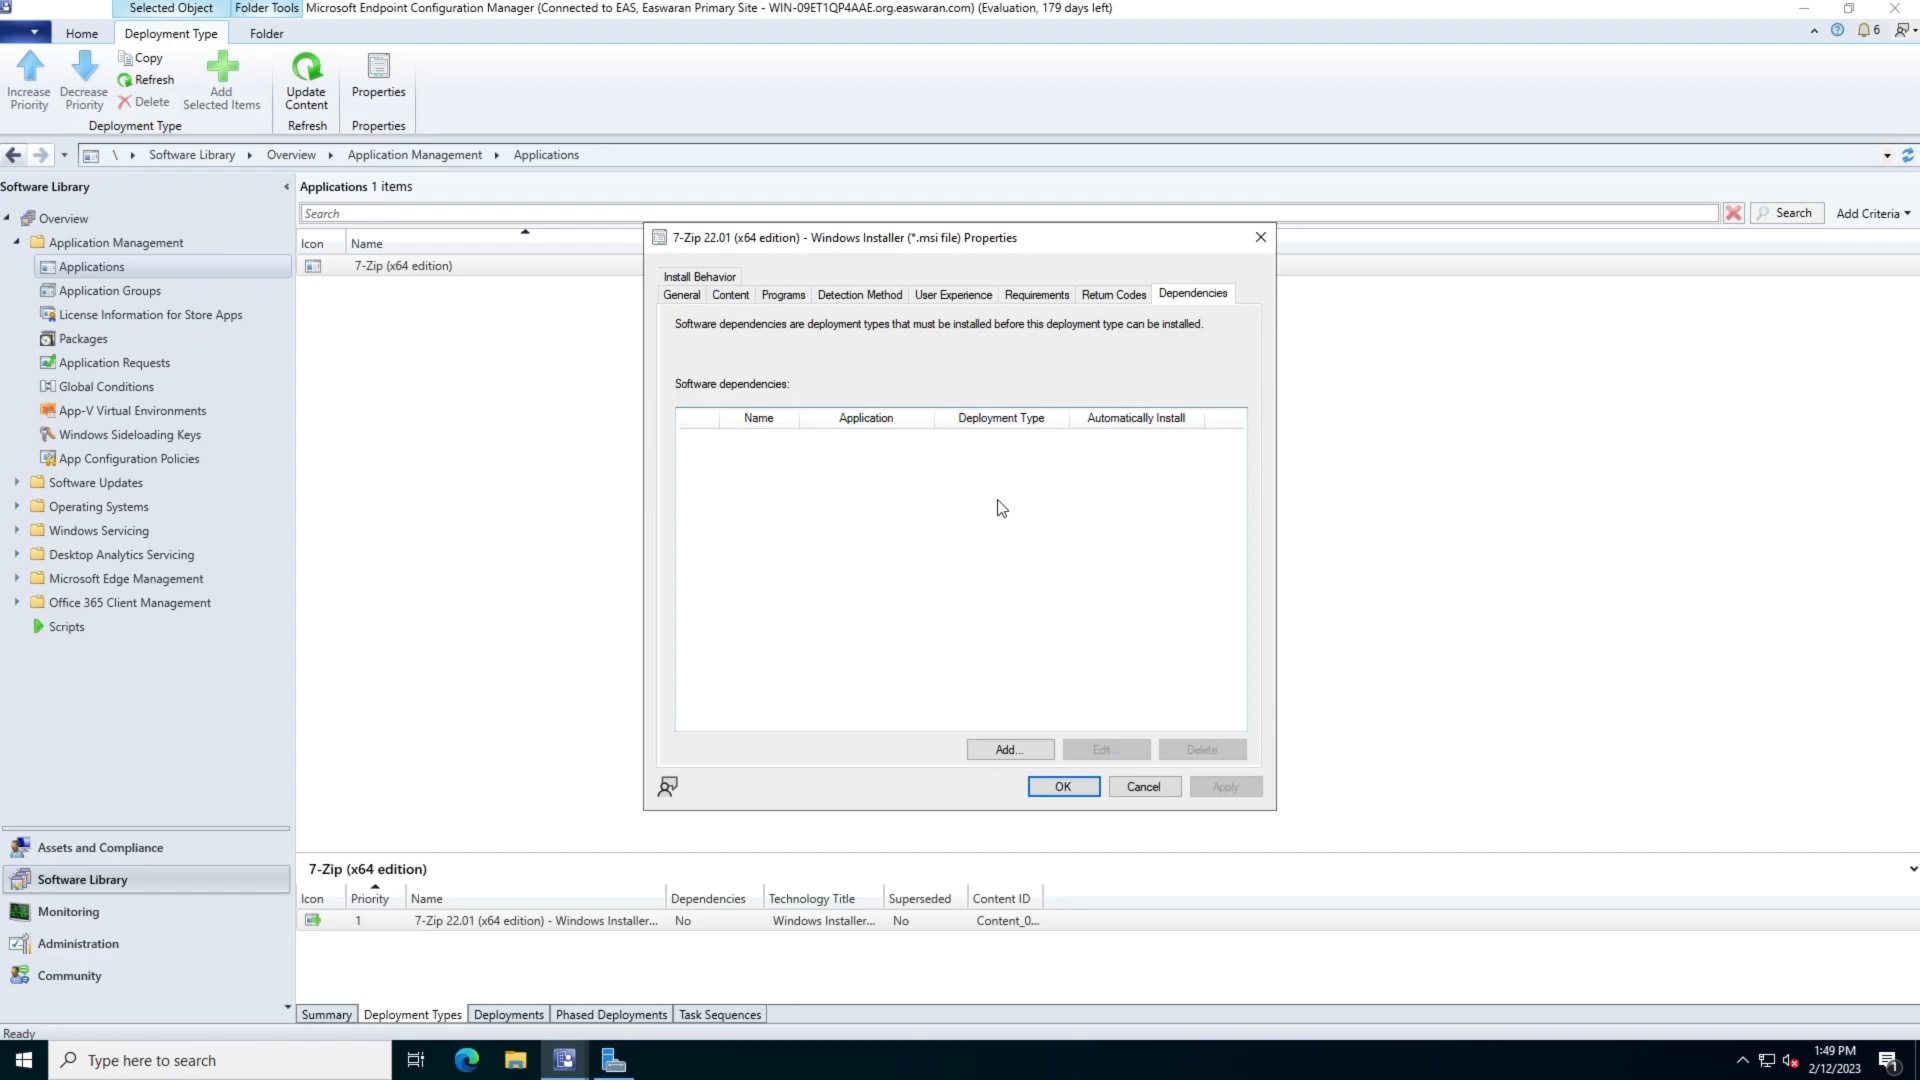 Selected Object
Folder Tools
Microsoft Endpoint Configuration Manager (Connected to EAS, Easwaran Primary Site - WIN-09ET1QP4AAE.org.easwaran.com) (Evaluation, 179 days left)
Home
Deployment Type
Folder
6
Increase Priority
Decrease Priority
Copy
Refresh
Delete
Add Selected Items
Update Content
Properties
Deployment Type
Refresh
Properties
\
Software Library
Overview
Application Management
Applications
Software Library
Overview
Application Management
Applications
Application Groups
License Information for Store Apps
Packages
Application Requests
Global Conditions
App-V Virtual Environments
Windows Sideloading Keys
App Configuration Policies
Software Updates
Operating Systems
Windows Servicing
Desktop Analytics Servicing
Microsoft Edge Management
Office 365 Client Management
Scripts
Assets and Compliance
Software Library
Monitoring
Administration
Community
Applications 1 items
Search
Search
Add Criteria
Icon
Name
7-Zip (x64 edition)
7-Zip 22.01 (x64 edition) - Windows Installer (*.msi file) Properties
Install Behavior
General
Content
Programs
Detection Method
User Experience
Requirements
Return Codes
Dependencies
Software dependencies are deployment types that must be installed before this deployment type can be installed.
Software dependencies:
Name
Application
Deployment Type
Automatically Install
Add...
Edit...
Delete
OK
Cancel
Apply
7-Zip (x64 edition)
Icon
Priority
Name
Dependencies
Technology Title
Superseded
Content ID
1
7-Zip 22.01 (x64 edition) - Windows Installer...
No
Windows Installer...
No
Content_0...
Summary
Deployment Types
Deployments
Phased Deployments
Task Sequences
Ready
Type here to search
1:49 PM
2/12/2023
1